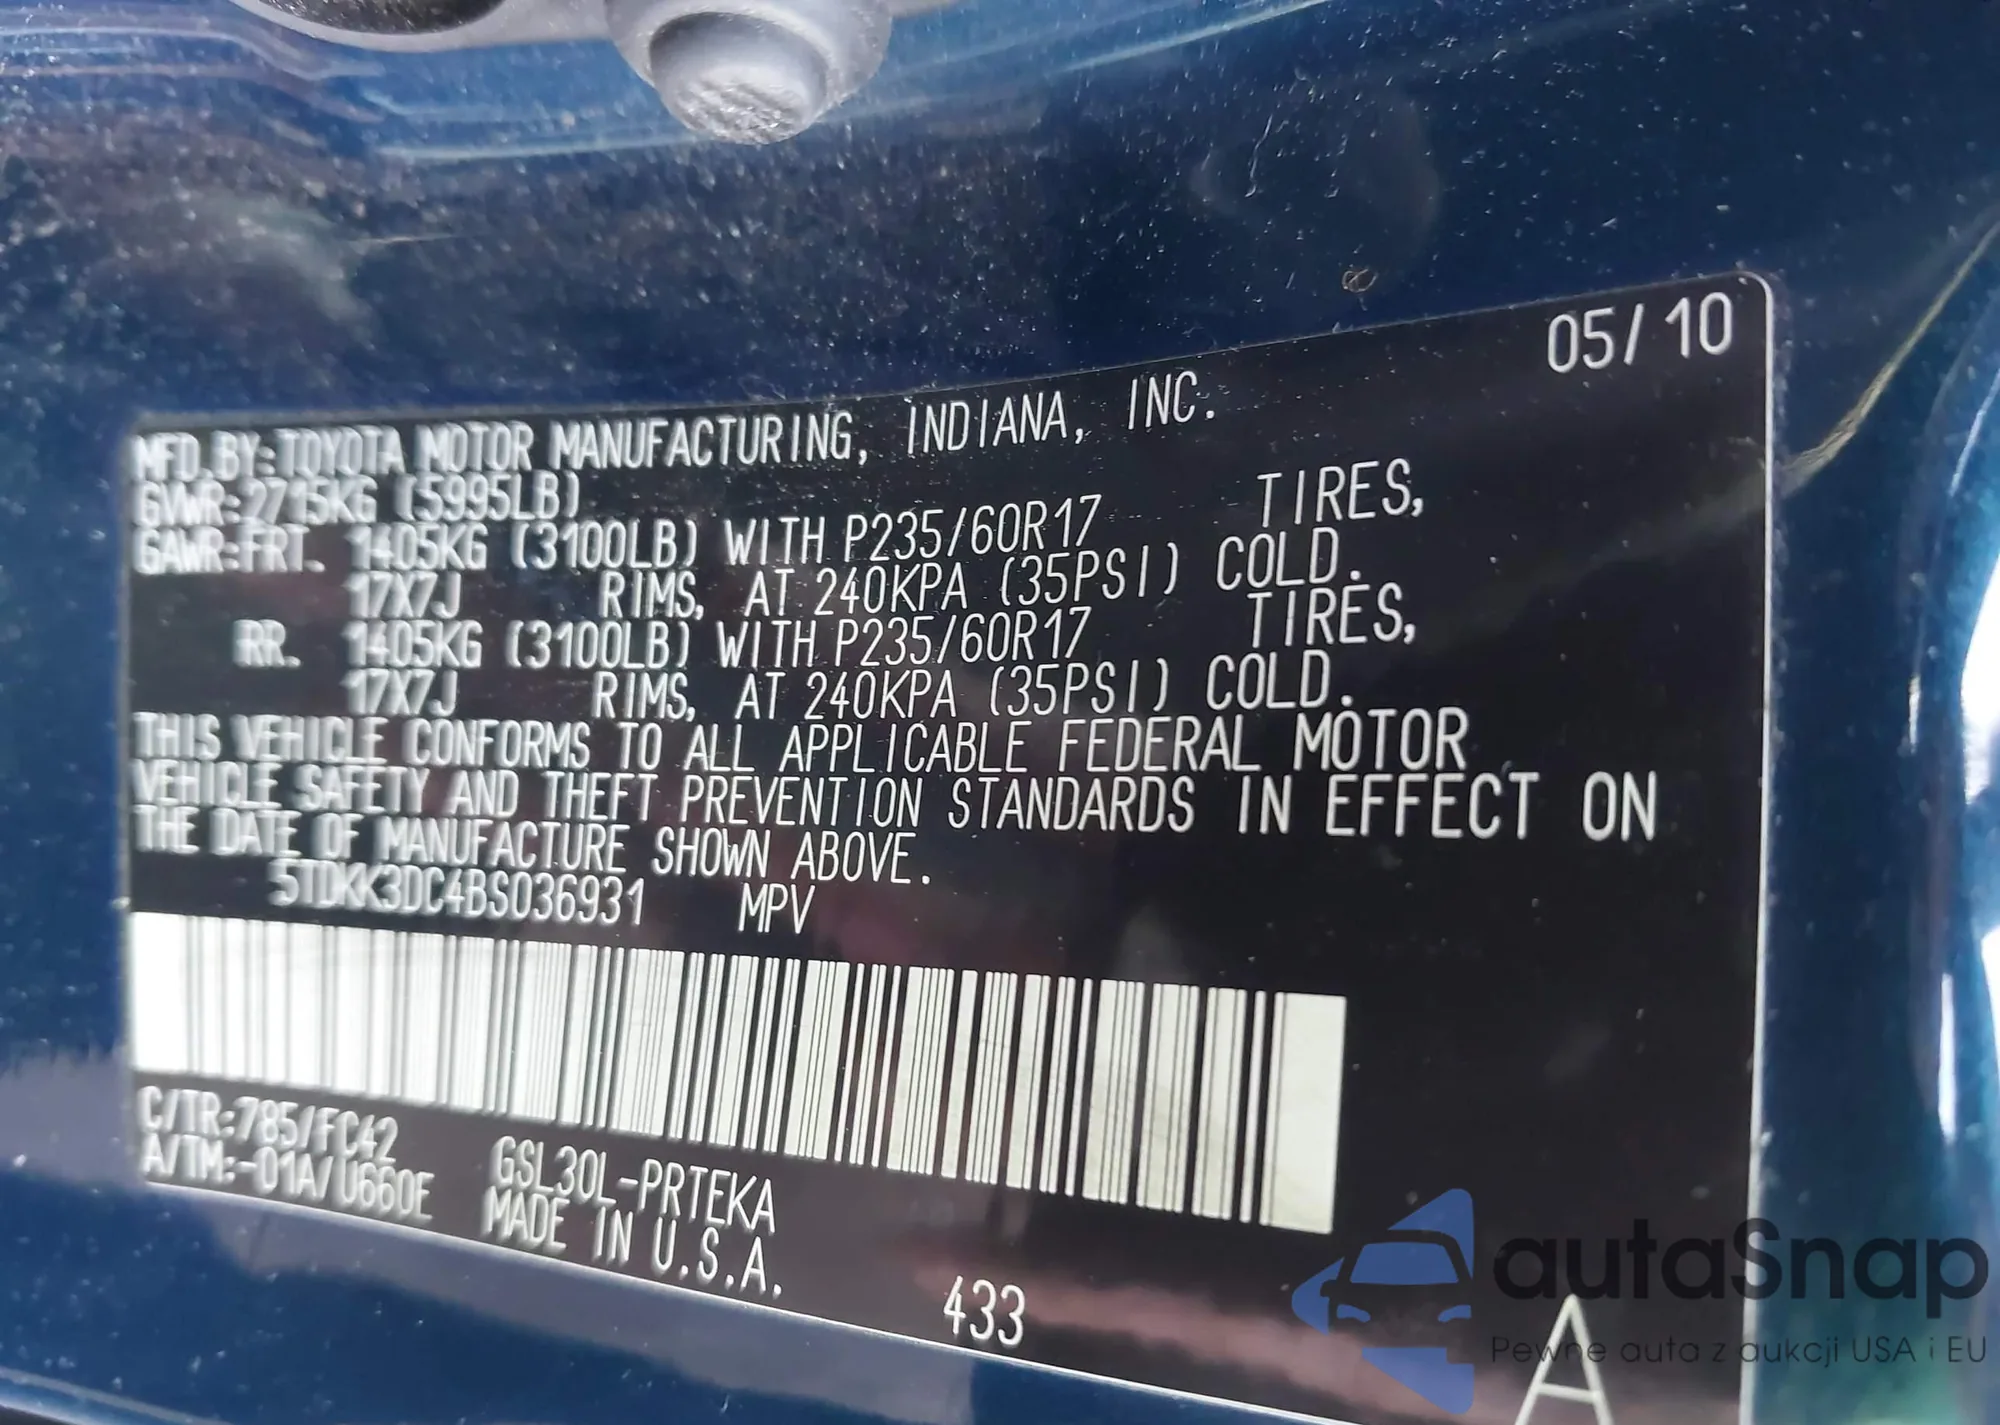 05/10
MFD.BY:TOYOTA MOTOR MANUFACTURING, INDIANA, INC.
GVWR:2715KG (5995LB)
GAWR:FRT. 1405KG (3100LB) WITH P235/60R17 TIRES,
17X7J RIMS, AT 240KPA (35PSI) COLD.
RR. 1405KG (3100LB) WITH P235/60R17 TIRES,
17X7J RIMS, AT 240KPA (35PSI) COLD.
THIS VEHICLE CONFORMS TO ALL APPLICABLE FEDERAL MOTOR
VEHICLE SAFETY AND THEFT PREVENTION STANDARDS IN EFFECT ON
THE DATE OF MANUFACTURE SHOWN ABOVE.
5TDKK3DC4BS036931 MPV
C/TR:785/FC42
A/TM:-01A/U660E
GSL30L-PRTEKA
MADE IN U.S.A.
433
A
autaSnap
Pewne auta z aukcji USA i EU